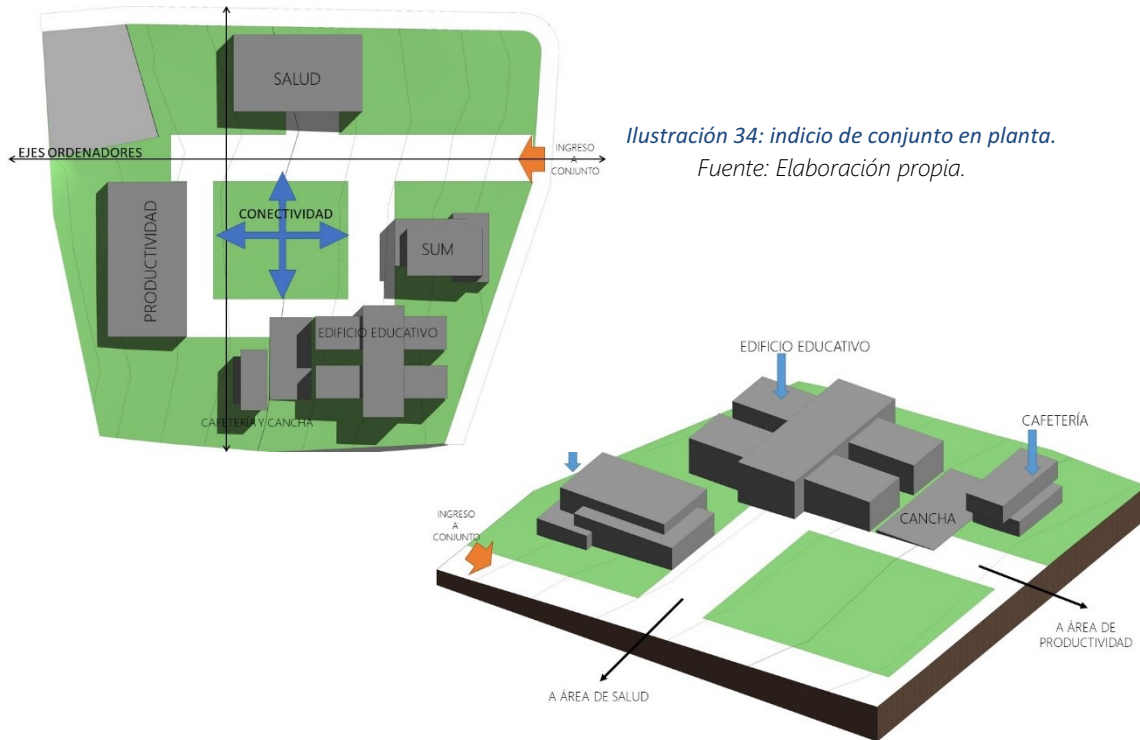 SALUD
Ilustración 34: indicio de conjunto en planta.
Fuente: Elaboración propia.
EJES ORDENADORES
INGRESO
A
CONJUNTO
CONECTIVIDAD
PRODUCTIVIDAD
SUM
EDIFICIO EDUCATIVO
CAFETERÍA Y CANCHA
EDIFICIO EDUCATIVO
CAFETERÍA
INGRESO
A
CONJUNTO
CANCHA
A ÁREA DE
PRODUCTIVIDAD
A ÁREA DE SALUD